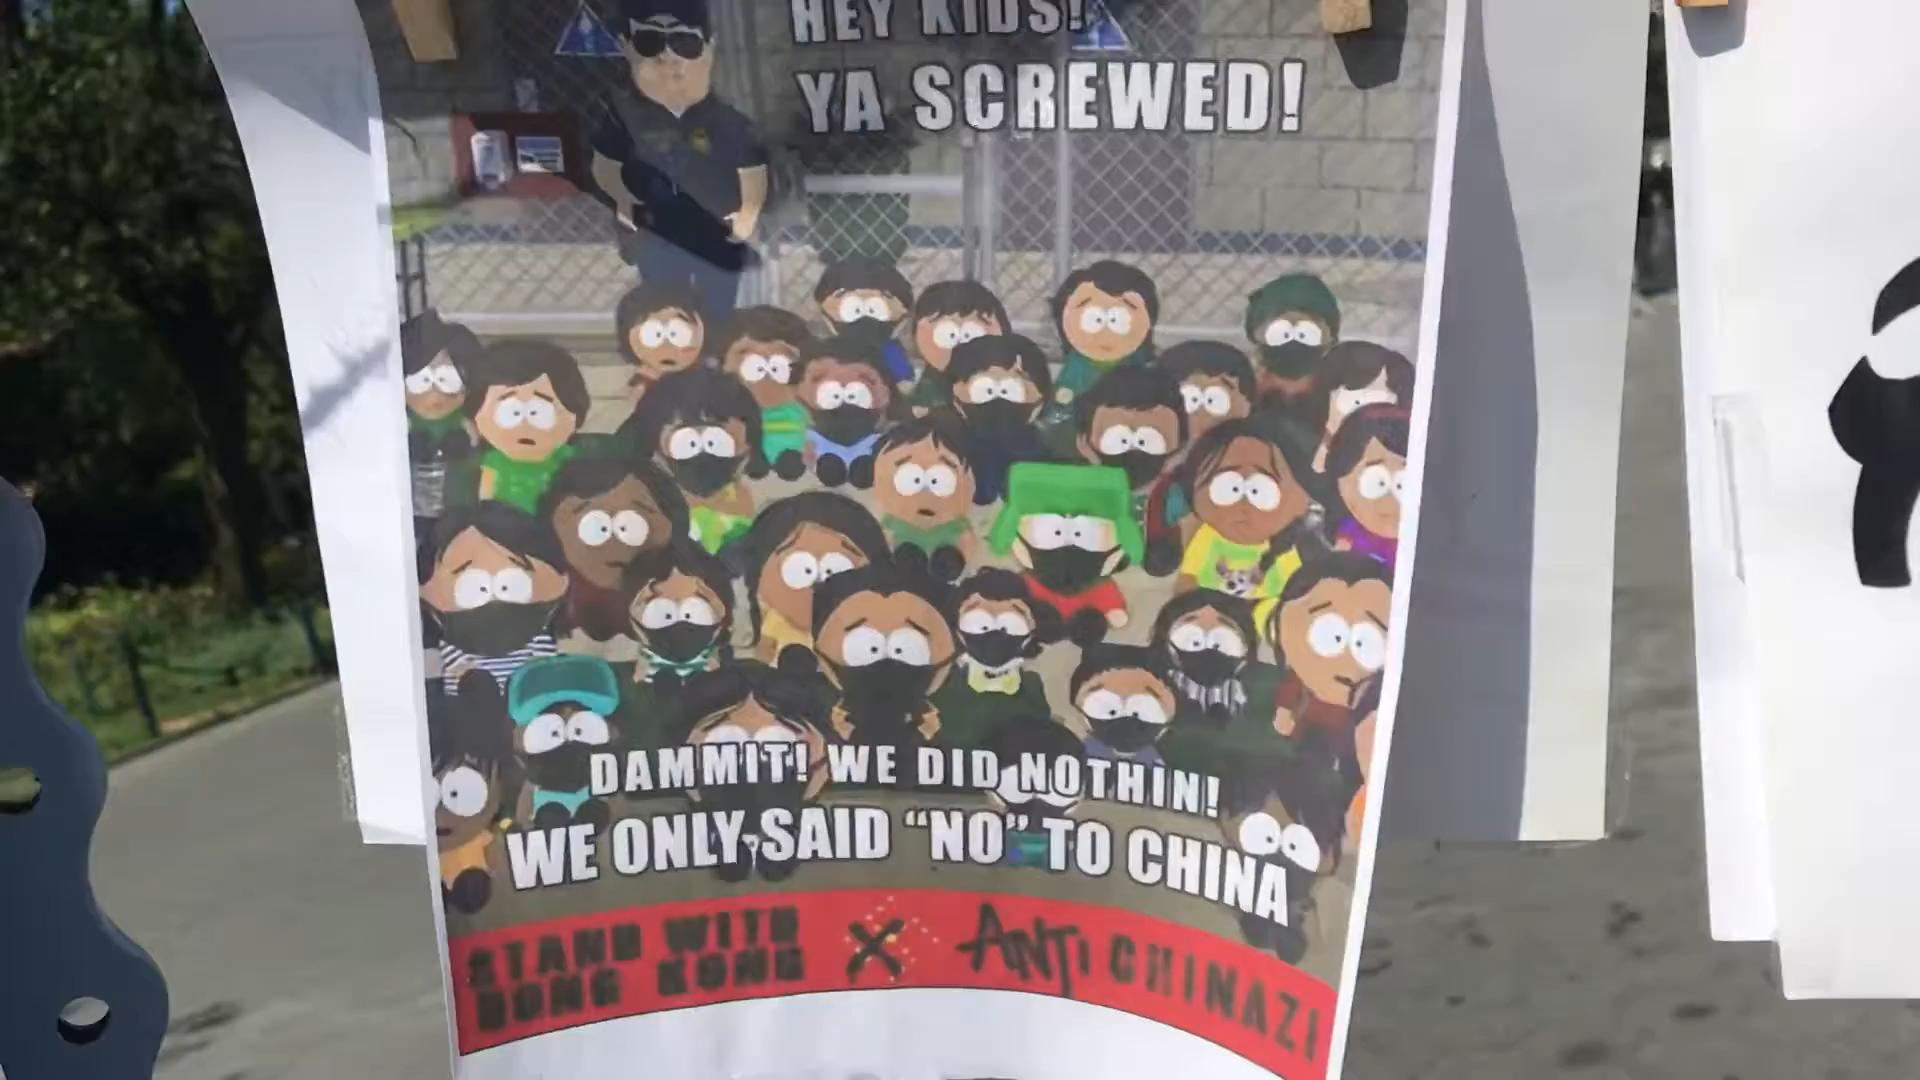 HEY KIDS!
YA SCREWED!
DAMMIT! WE DID NOTHIN!
WE ONLY SAID “NO” TO CHINA
STAND WITH
HONG KONG
X
ANTi CHINAZI